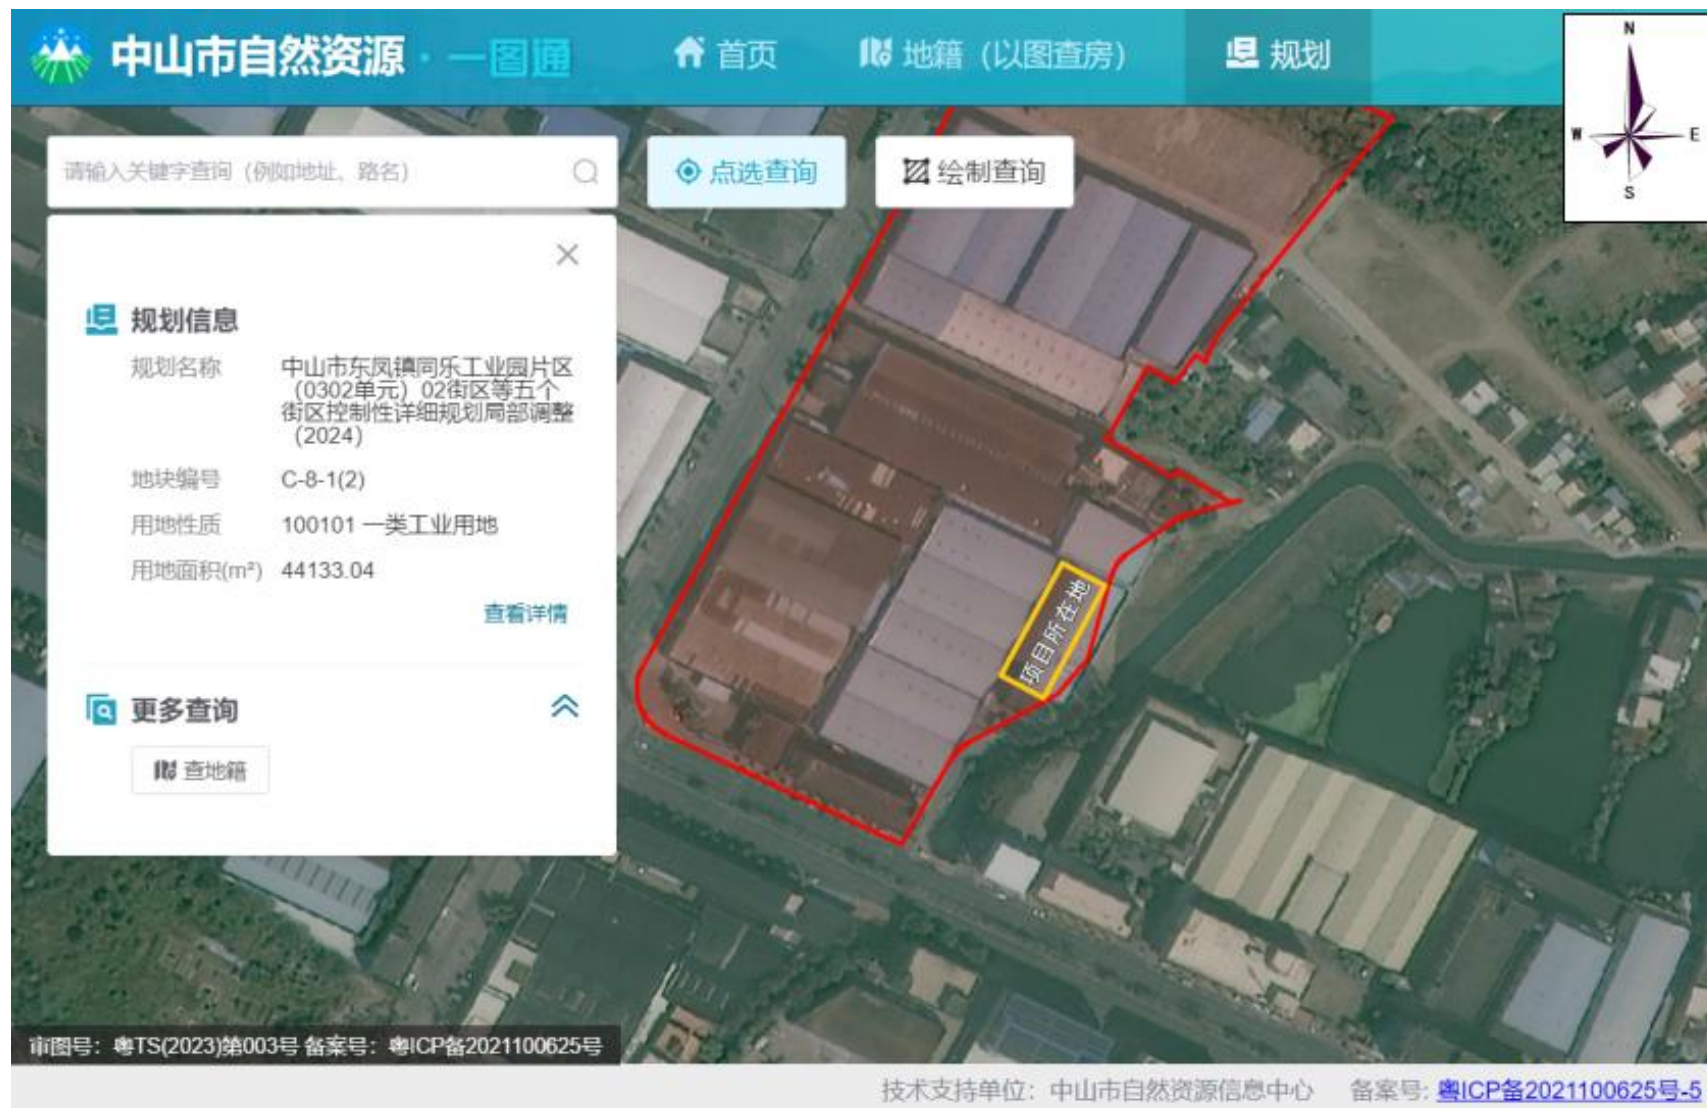 中山市自然资源·一图通
首页
地籍（以图查房）
规划
N
W
E
S
请输入关键字查询（例如地址、路名）
点选查询
绘制查询
规划信息
规划名称
中山市东凤镇同乐工业园片区
（0302单元）02街区等五个
街区控制性详细规划局部调整
（2024）
地块编号 C-8-1(2)
用地性质 100101 一类工业用地
用地面积(m²) 44133.04
查看详情
更多查询
查地籍
项目所在地
审图号：粤TS(2023)第003号 备案号：粤ICP备2021100625号
技术支持单位：中山市自然资源信息中心 备案号: 粤ICP备2021100625号-5